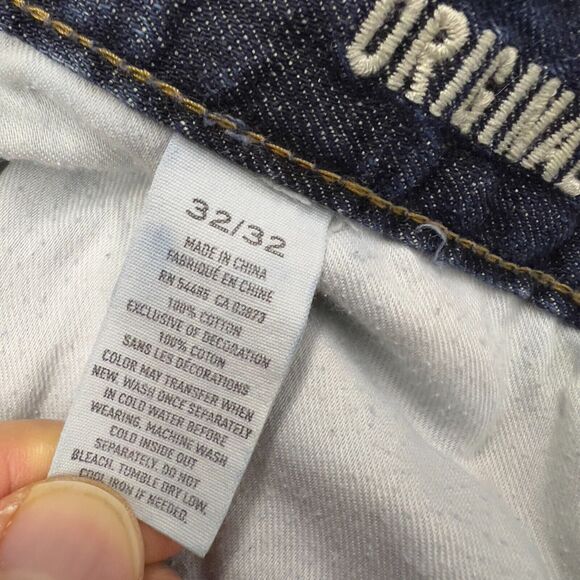 ORIGINAL
32/32
MADE IN CHINA
FABRIQUÉ EN CHINE
RN 54485 CA 03873
100% COTTON
EXCLUSIVE OF DECORATION
100% COTON
SANS LES DECORATIONS
COLOR MAY TRANSFER WHEN
NEW. WASH ONCE SEPARATELY
IN COLD WATER BEFORE
WEARING. MACHINE WASH
COLD INSIDE OUT
SEPARATELY. DO NOT
BLEACH. TUMBLE DRY LOW.
COOL IRON IF NEEDED.